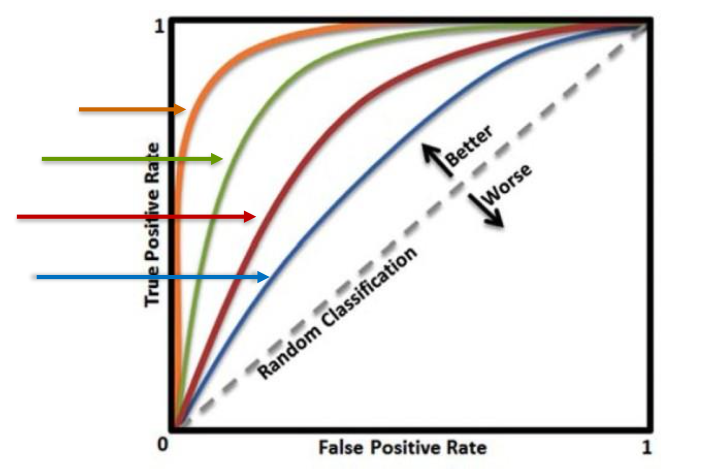 1
True Positive Rate
Better
Worse
Random Classification
0
False Positive Rate
1